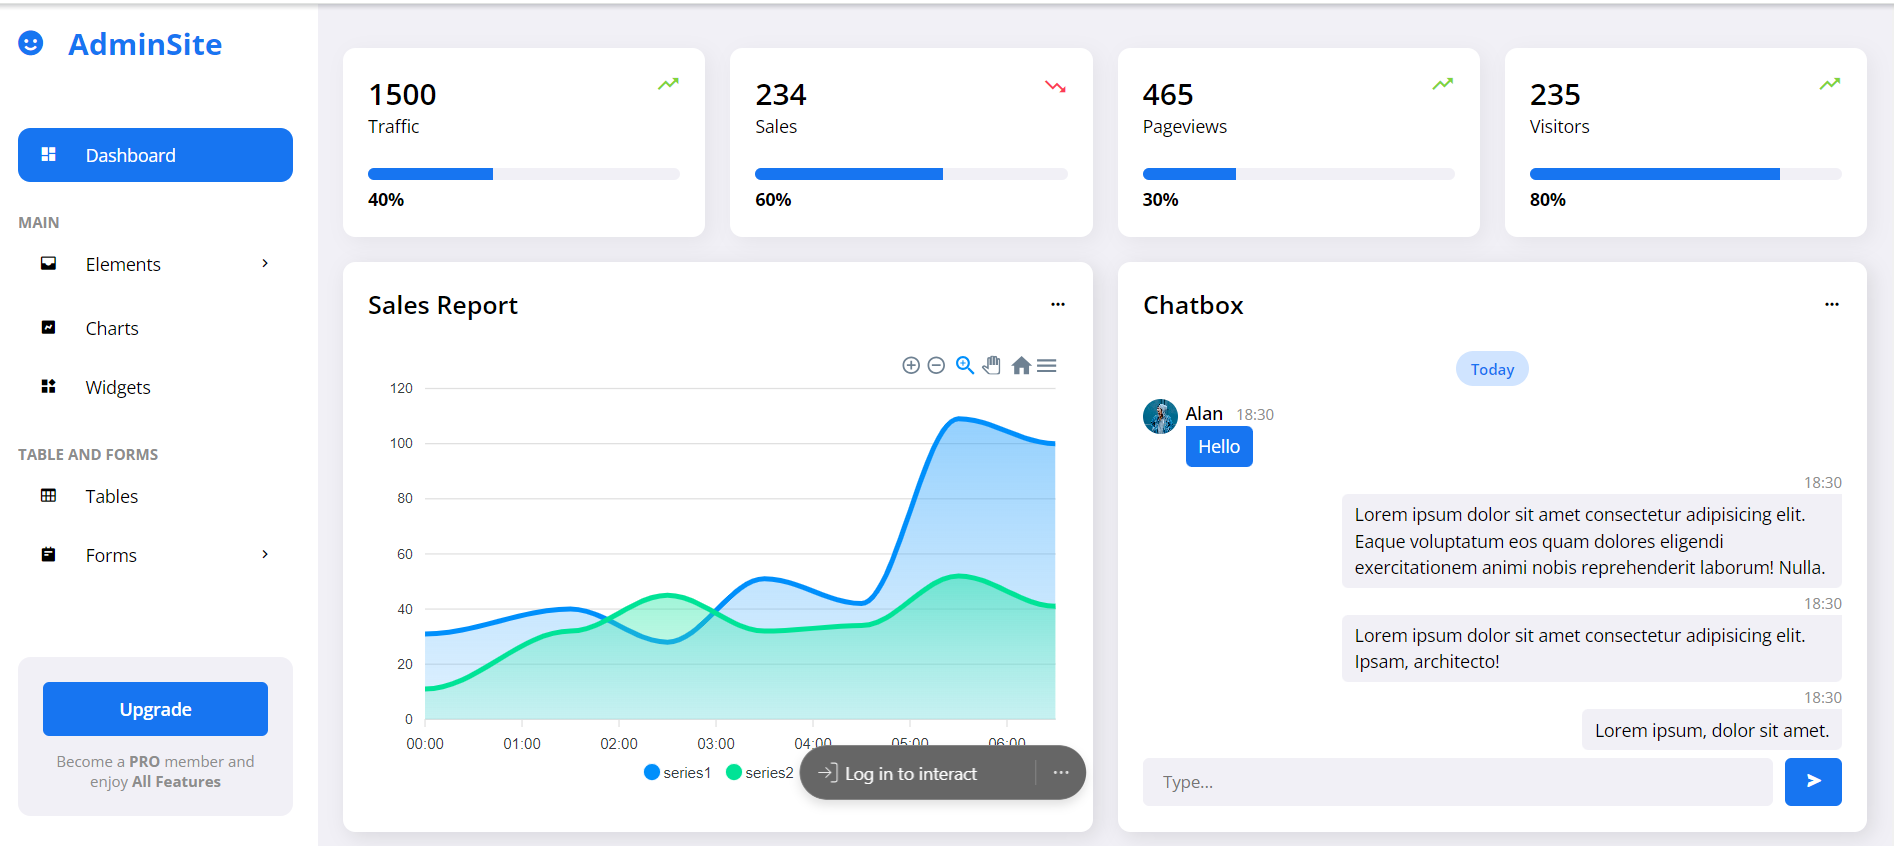 AdminSite
Dashboard
MAIN
Elements
Charts
Widgets
TABLE AND FORMS
Tables
Forms
Upgrade
Become a PRO member and
enjoy All Features
1500
Traffic
40%
234
Sales
60%
465
Pageviews
30%
235
Visitors
80%
Sales Report
120
100
80
60
40
20
0
00:00 01:00 02:00 03:00 04:00 05:00 06:00
series1 series2
Log in to interact
Chatbox
Today
Alan 18:30
Hello
18:30
Lorem ipsum dolor sit amet consectetur adipisicing elit.
Eaque voluptatum eos quam dolores eligendi
exercitationem animi nobis reprehenderit laborum! Nulla.
18:30
Lorem ipsum dolor sit amet consectetur adipisicing elit.
Ipsam, architecto!
18:30
Lorem ipsum, dolor sit amet.
Type...